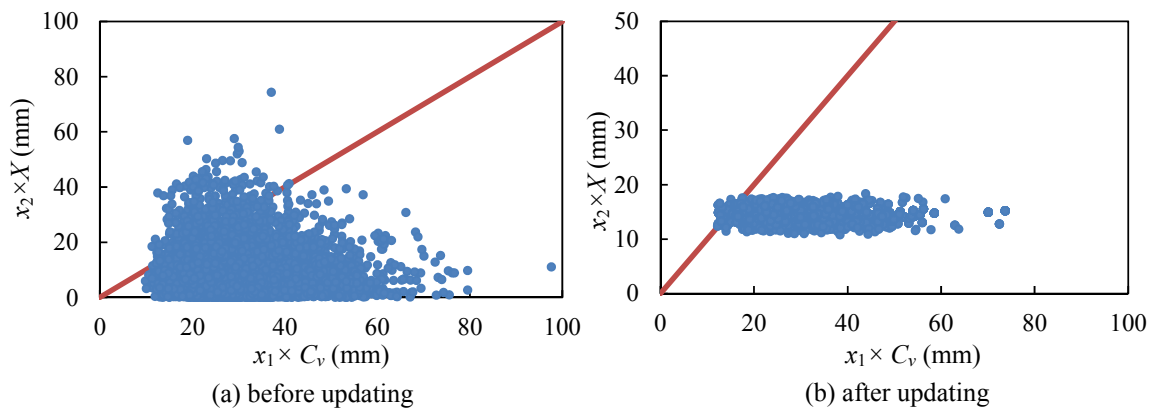 100
80
60
40
20
0
x₂×X (mm)
0 20 40 60 80 100
x₁× Cᵥ (mm)
(a) before updating
50
40
30
20
10
0
x₂×X (mm)
0 20 40 60 80 100
x₁× Cᵥ (mm)
(b) after updating